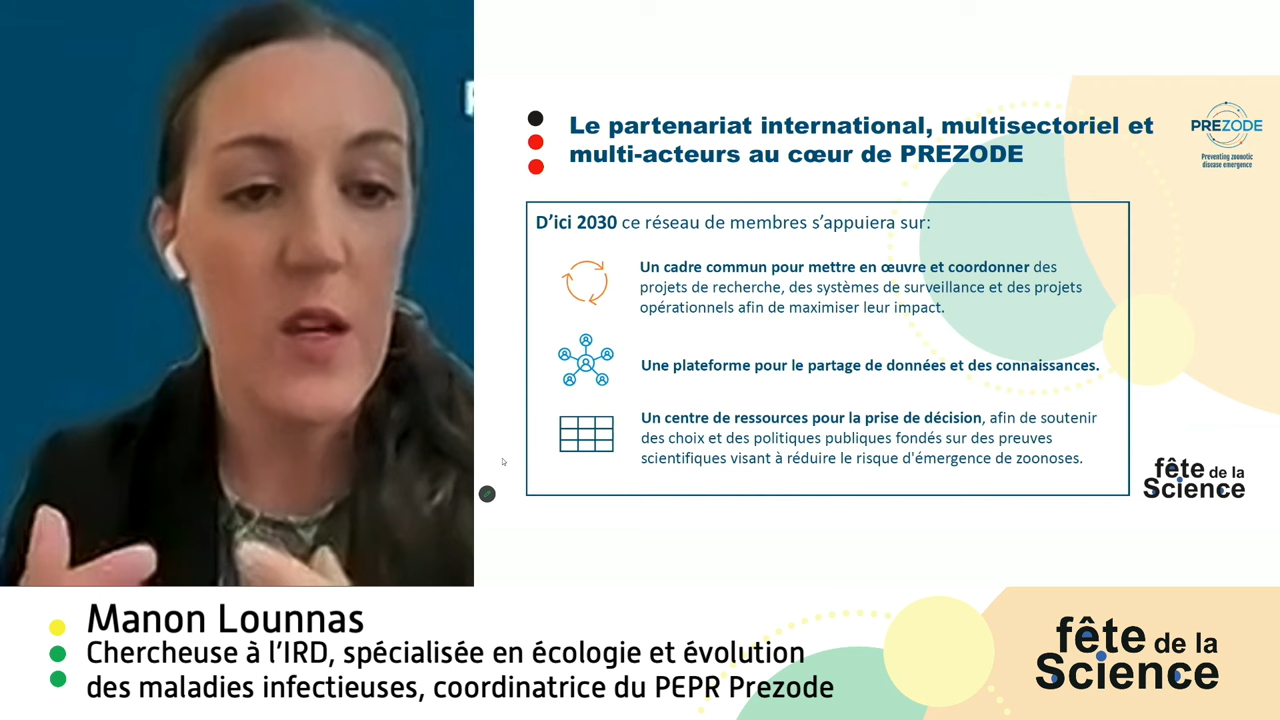 Le partenariat international, multisectoriel et
multi-acteurs au cœur de PREZODE
PREZODE
Preventing zoonotic
disease emergence
D'ici 2030 ce réseau de membres s'appuiera sur:
Un cadre commun pour mettre en œuvre et coordonner des
projets de recherche, des systèmes de surveillance et des projets
opérationnels afin de maximiser leur impact.
Une plateforme pour le partage de données et des connaissances.
Un centre de ressources pour la prise de décision, afin de soutenir
des choix et des politiques publiques fondés sur des preuves
scientifiques visant à réduire le risque d'émergence de zoonoses.
fête de la
Science
Manon Lounnas
Chercheuse à l'IRD, spécialisée en écologie et évolution
des maladies infectieuses, coordinatrice du PEPR Prezode
fête de la
Science